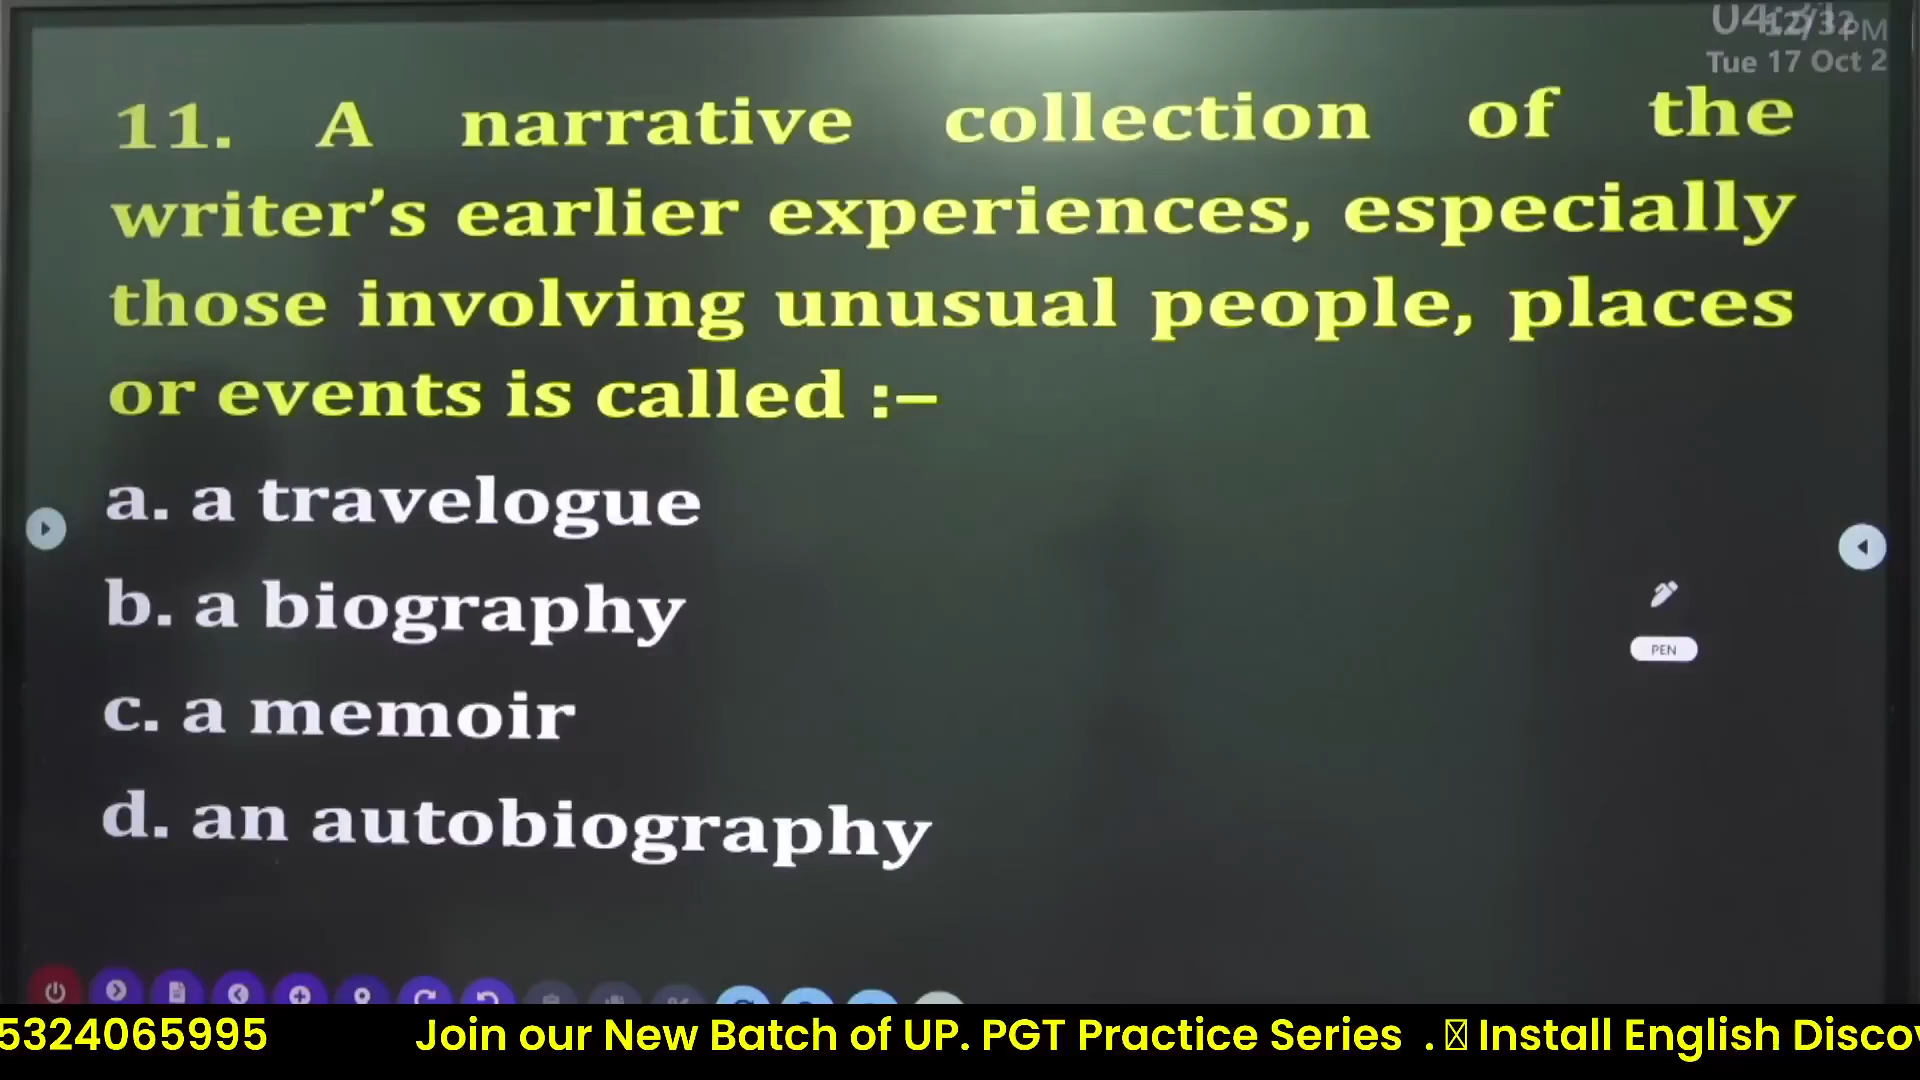 Tue 17 Oct 2
11. A narrative collection of the
writer’s earlier experiences, especially
those involving unusual people, places
or events is called :–
a. a travelogue
b. a biography
c. a memoir
d. an autobiography
PEN
5324065995 Join our New Batch of UP. PGT Practice Series . Install English Disco